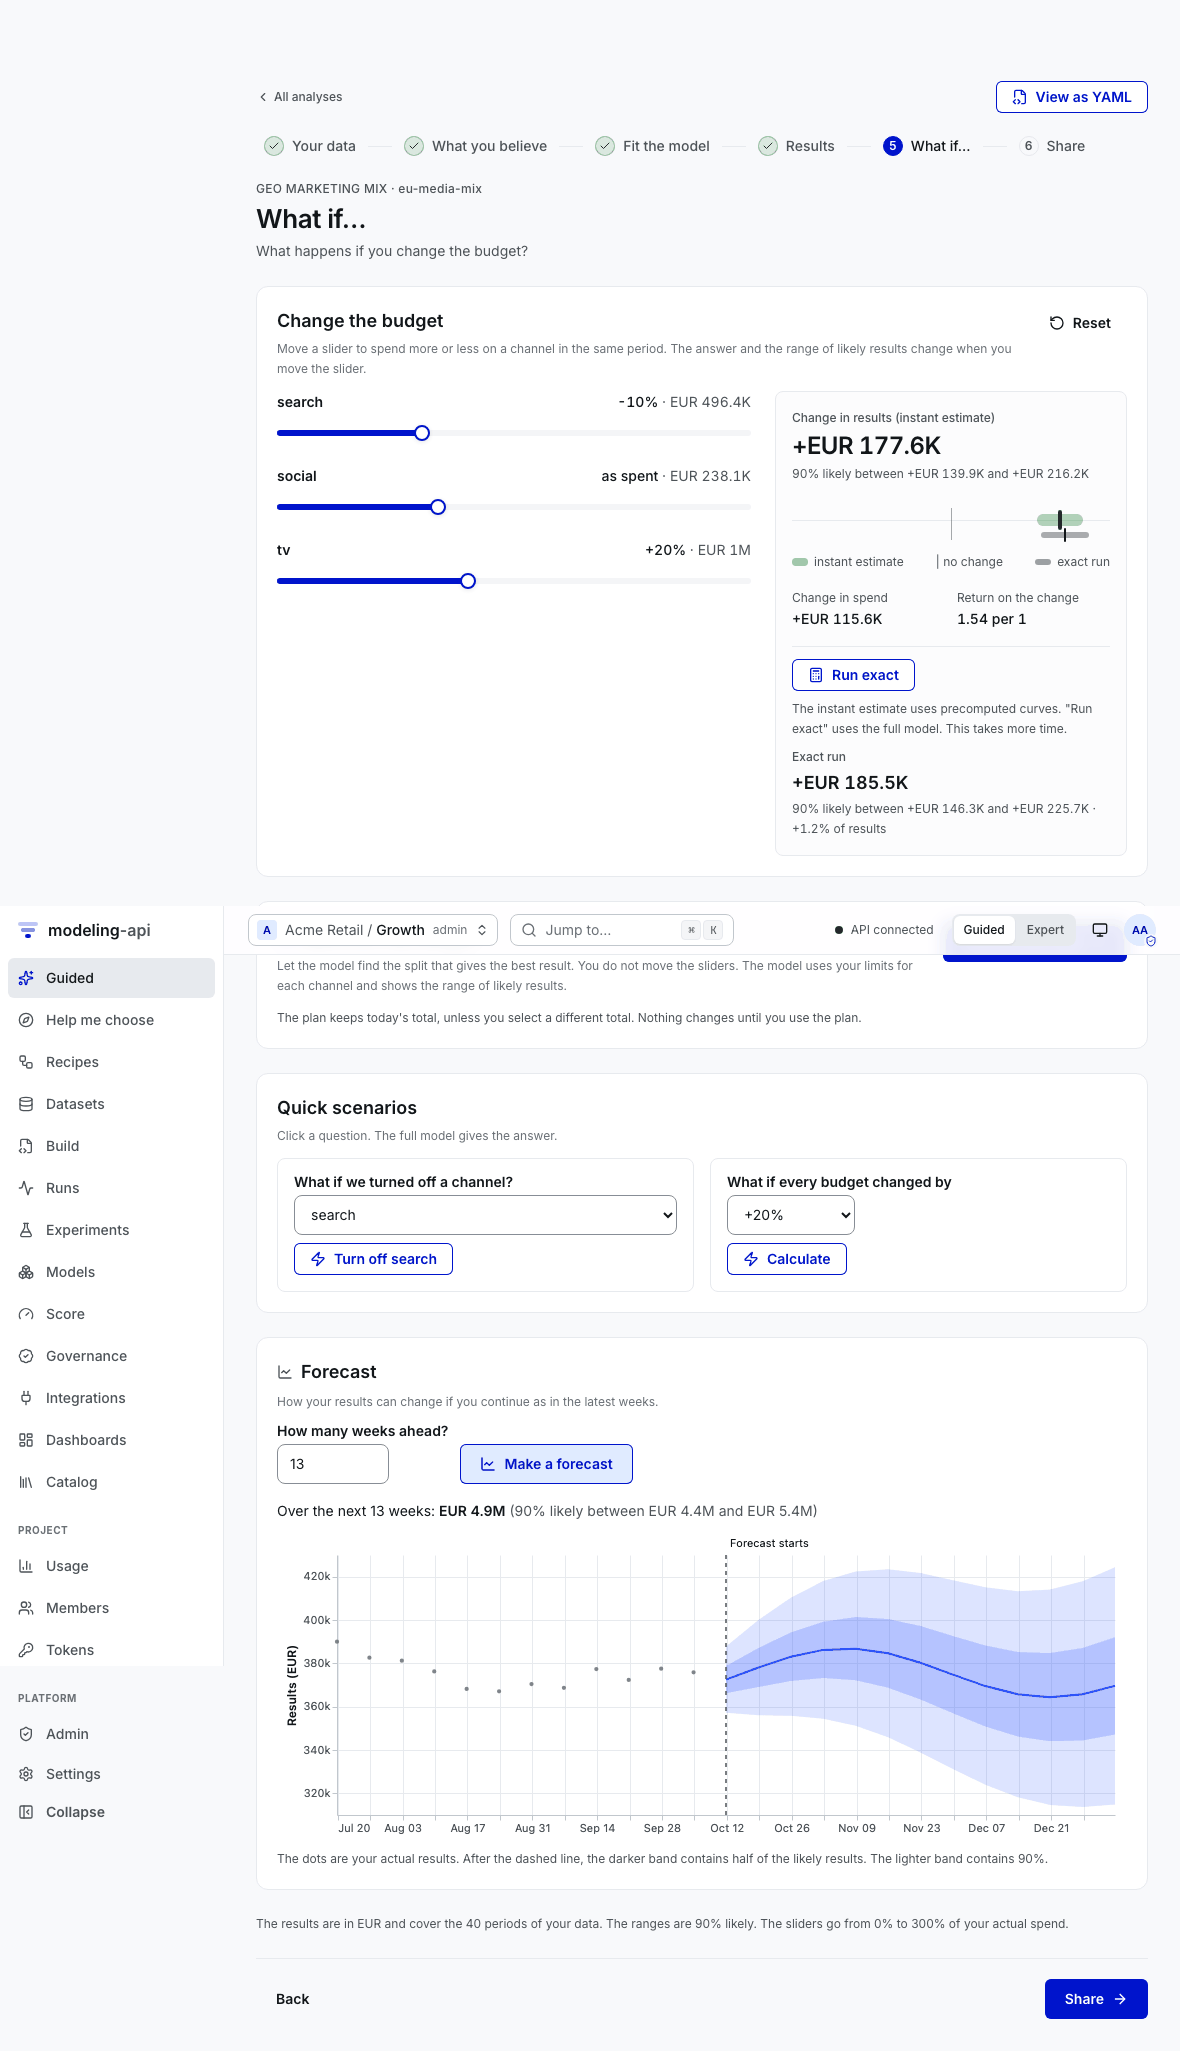 All analyses
View as YAML
Your data
What you believe
Fit the model
Results
5 What if...
6 Share
GEO MARKETING MIX · eu-media-mix
What if...
What happens if you change the budget?
Change the budget
Reset
Move a slider to spend more or less on a channel in the same period. The answer and the range of likely results change when you
move the slider.
search
-10% · EUR 496.4K
social
as spent · EUR 238.1K
tv
+20% · EUR 1M
Change in results (instant estimate)
+EUR 177.6K
90% likely between +EUR 139.9K and +EUR 216.2K
instant estimate
no change
exact run
Change in spend
+EUR 115.6K
Return on the change
1.54 per 1
Run exact
The instant estimate uses precomputed curves. "Run
exact" uses the full model. This takes more time.
Exact run
+EUR 185.5K
90% likely between +EUR 146.3K and +EUR 225.7K ·
+1.2% of results
modeling-api
A Acme Retail / Growth admin
Jump to... ⌘ K
API connected
Guided
Expert
AA
Guided
Help me choose
Recipes
Datasets
Build
Runs
Experiments
Models
Score
Governance
Integrations
Dashboards
Catalog
PROJECT
Usage
Members
Tokens
PLATFORM
Admin
Settings
Collapse
Let the model find the split that gives the best result. You do not move the sliders. The model uses your limits for
each channel and shows the range of likely results.
The plan keeps today's total, unless you select a different total. Nothing changes until you use the plan.
Quick scenarios
Click a question. The full model gives the answer.
What if we turned off a channel?
search
Turn off search
What if every budget changed by
+20%
Calculate
Forecast
How your results can change if you continue as in the latest weeks.
How many weeks ahead?
13
Make a forecast
Over the next 13 weeks: EUR 4.9M (90% likely between EUR 4.4M and EUR 5.4M)
Forecast starts
Results (EUR)
420k
400k
380k
360k
340k
320k
Jul 20
Aug 03
Aug 17
Aug 31
Sep 14
Sep 28
Oct 12
Oct 26
Nov 09
Nov 23
Dec 07
Dec 21
The dots are your actual results. After the dashed line, the darker band contains half of the likely results. The lighter band contains 90%.
The results are in EUR and cover the 40 periods of your data. The ranges are 90% likely. The sliders go from 0% to 300% of your actual spend.
Back
Share